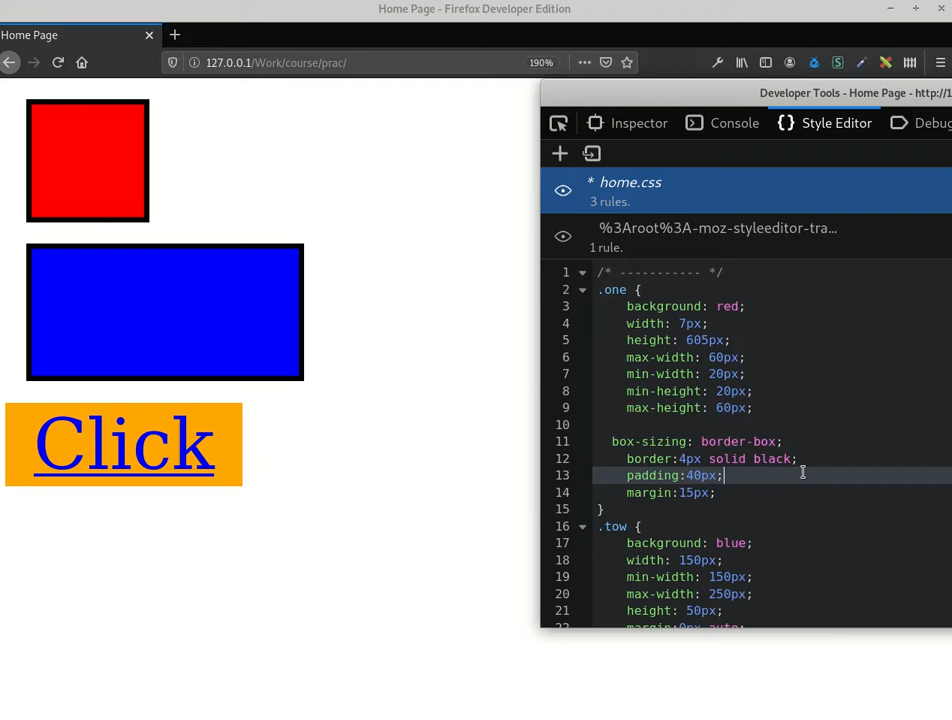 Home Page - Firefox Developer Edition
Home Page
127.0.0.1/Work/course/prac/
190%
Click
Developer Tools - Home Page - http://1
Inspector
Console
Style Editor
Debug
* home.css
3 rules.
%3Aroot%3A-moz-styleeditor-tra...
1 rule.
1 /* ----------- */
2 .one {
3 background: red;
4 width: 7px;
5 height: 605px;
6 max-width: 60px;
7 min-width: 20px;
8 min-height: 20px;
9 max-height: 60px;
10
11 box-sizing: border-box;
12 border:4px solid black;
13 padding:40px;
14 margin:15px;
15 }
16 .tow {
17 background: blue;
18 width: 150px;
19 min-width: 150px;
20 max-width: 250px;
21 height: 50px;
22 margin:0px auto;